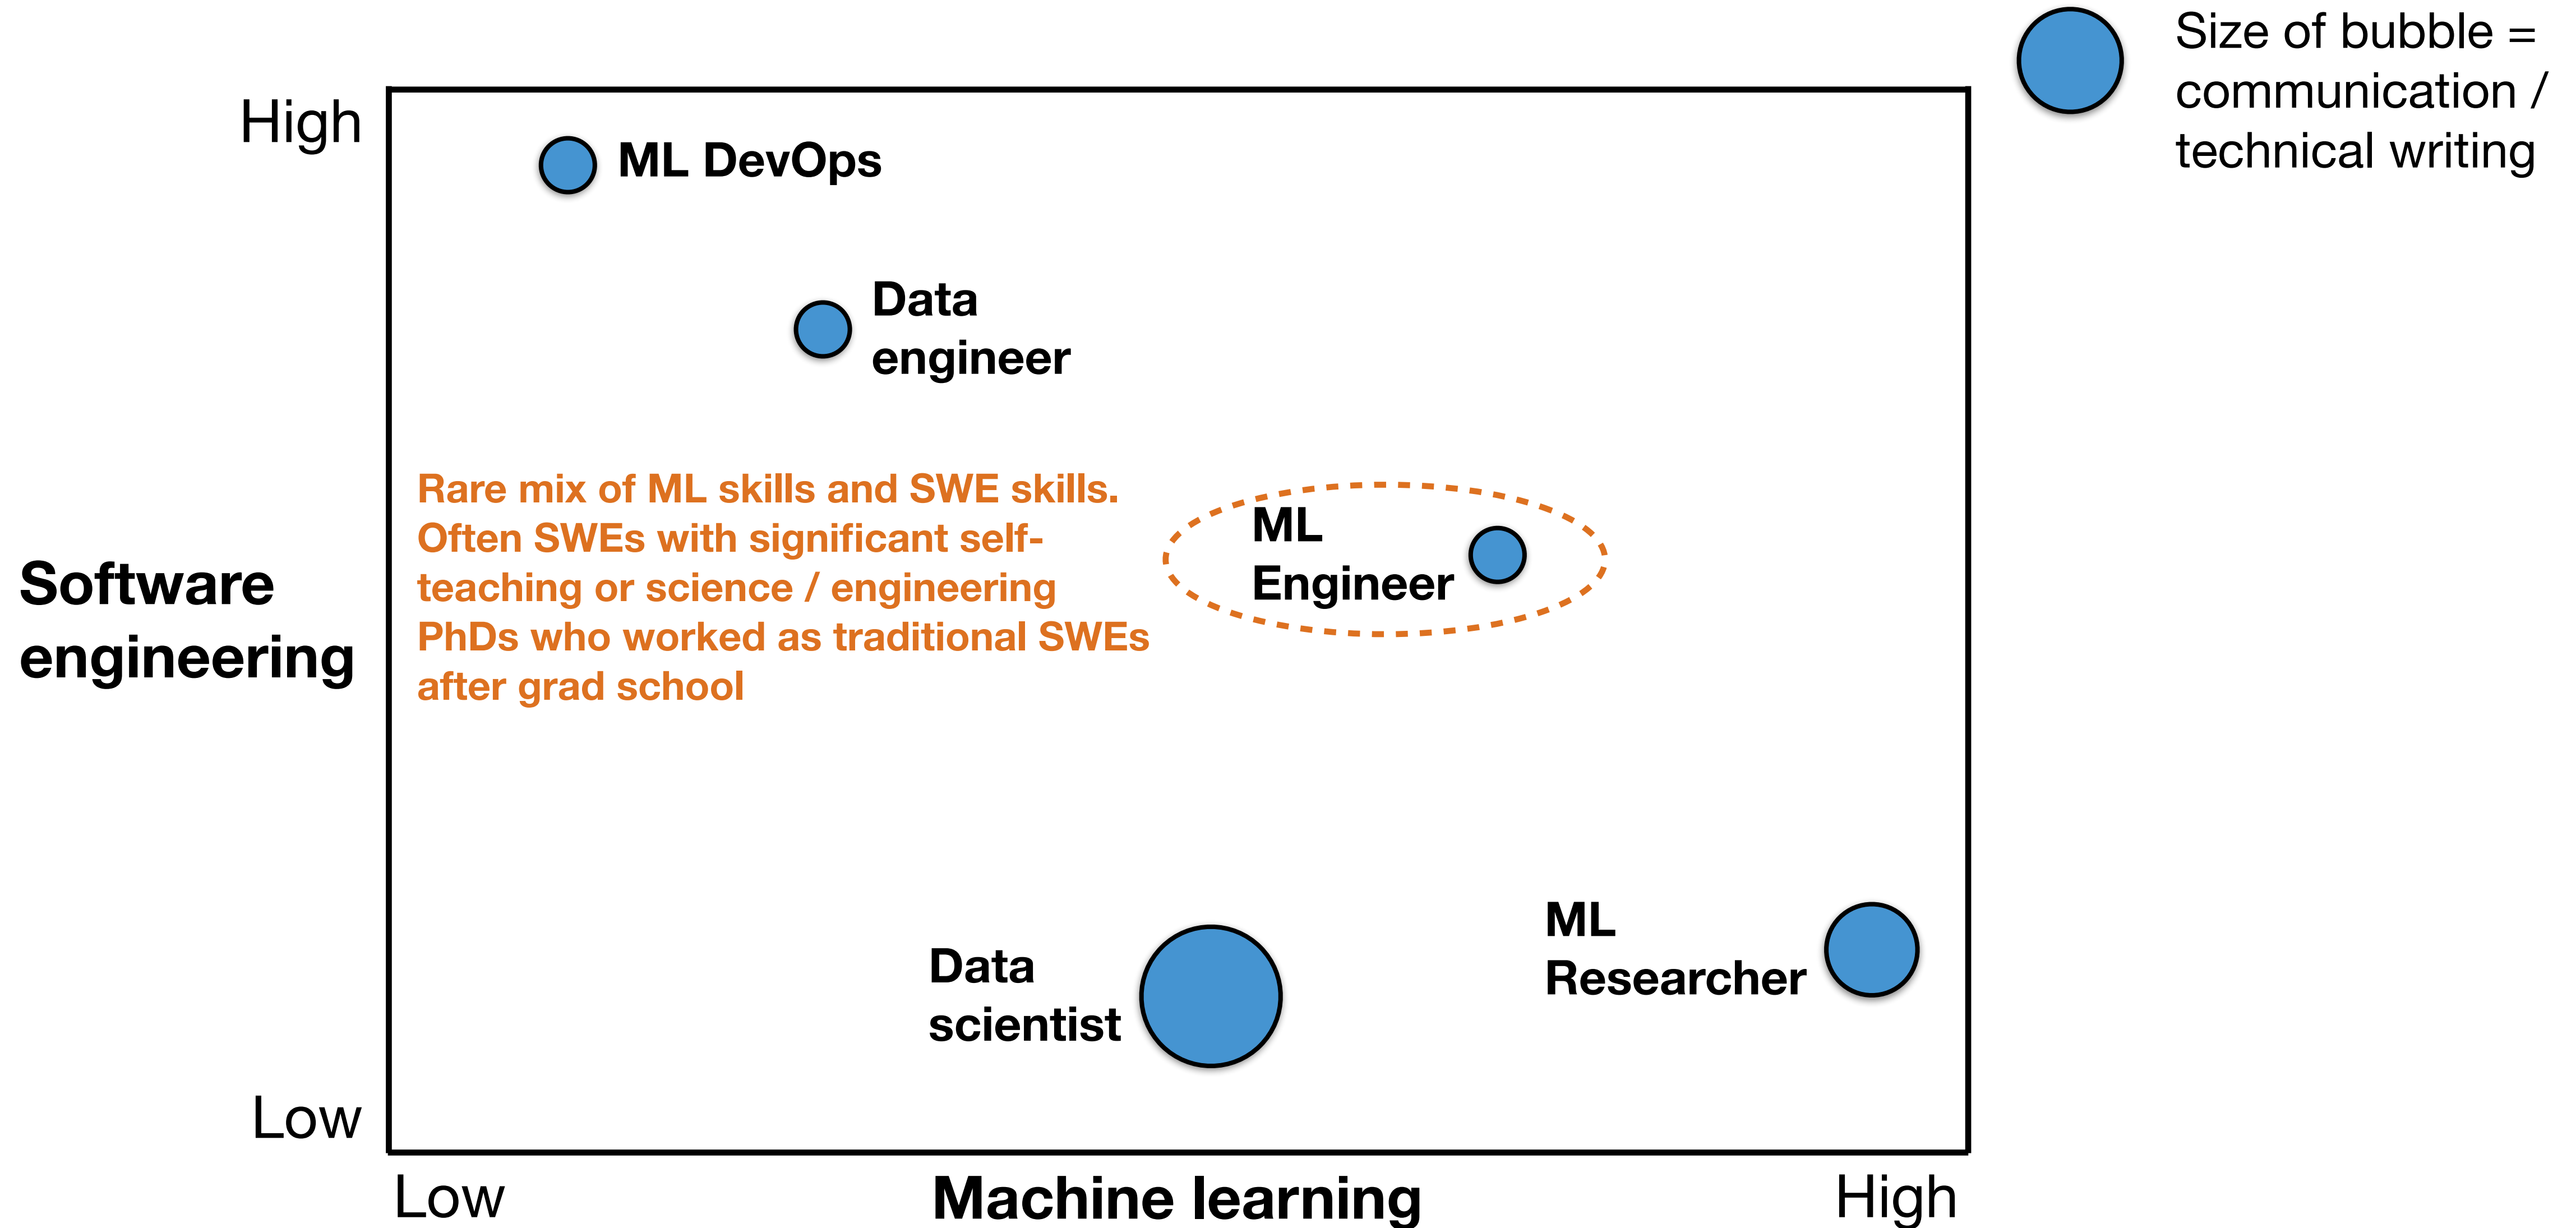 Size of bubble =
communication /
technical writing
High
ML DevOps
Data
engineer
Rare mix of ML skills and SWE skills.
Often SWEs with significant self-
teaching or science / engineering
PhDs who worked as traditional SWEs
after grad school
ML
Engineer
Software
engineering
ML
Researcher
Data
scientist
Low
Low
Machine learning
High